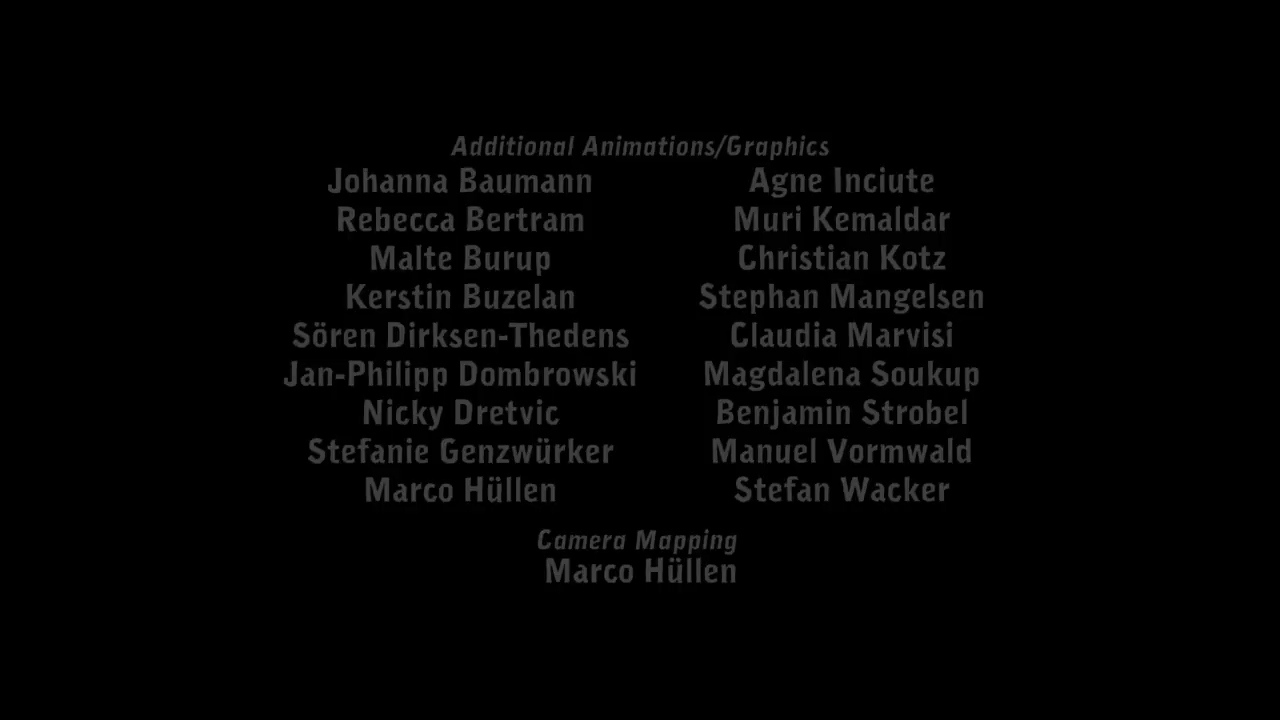 Additional Animations/Graphics
Johanna Baumann
Rebecca Bertram
Malte Burup
Kerstin Buzelan
Sören Dirksen-Thedens
Jan-Philipp Dombrowski
Nicky Dretvic
Stefanie Genzwürker
Marco Hüllen
Agne Inciute
Muri Kemaldar
Christian Kotz
Stephan Mangelsen
Claudia Marvisi
Magdalena Soukup
Benjamin Strobel
Manuel Vormwald
Stefan Wacker
Camera Mapping
Marco Hüllen